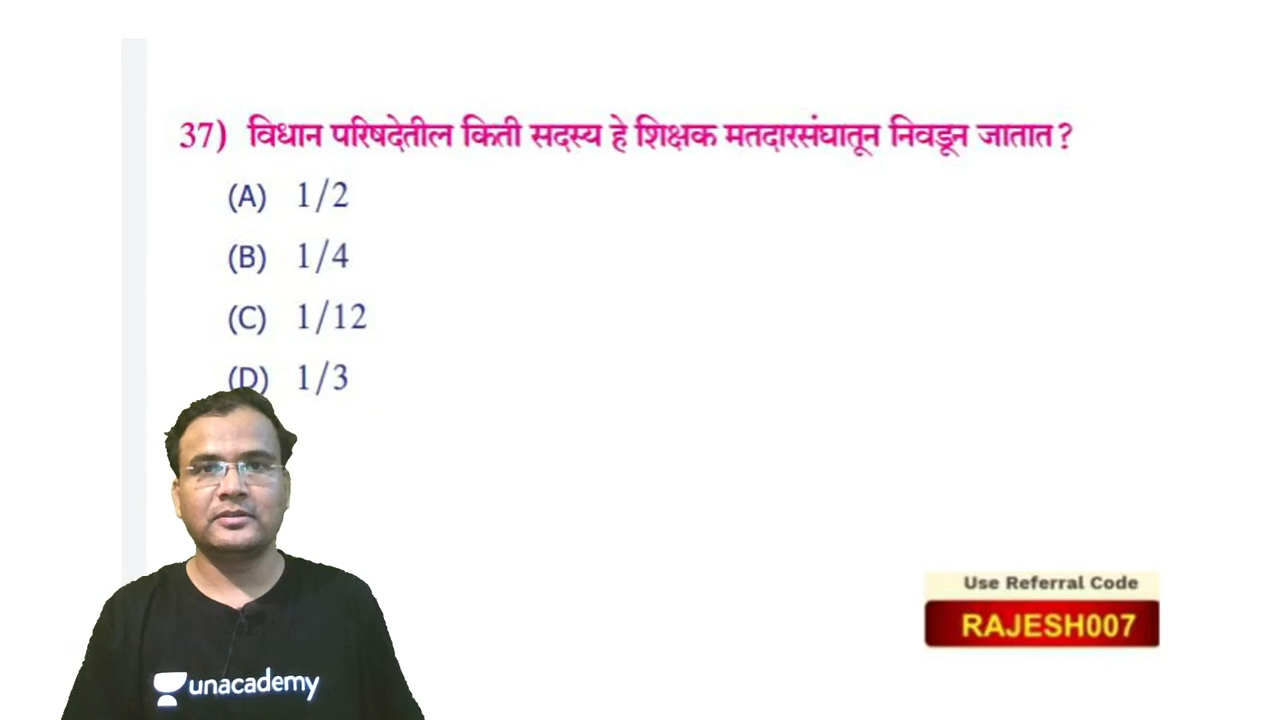 37) विधान परिषदेतील किती सदस्य हे शिक्षक मतदारसंघातून निवडून जातात ?
(A) 1/2
(B) 1/4
(C) 1/12
(D) 1/3
Use Referral Code
RAJESH007
unacademy